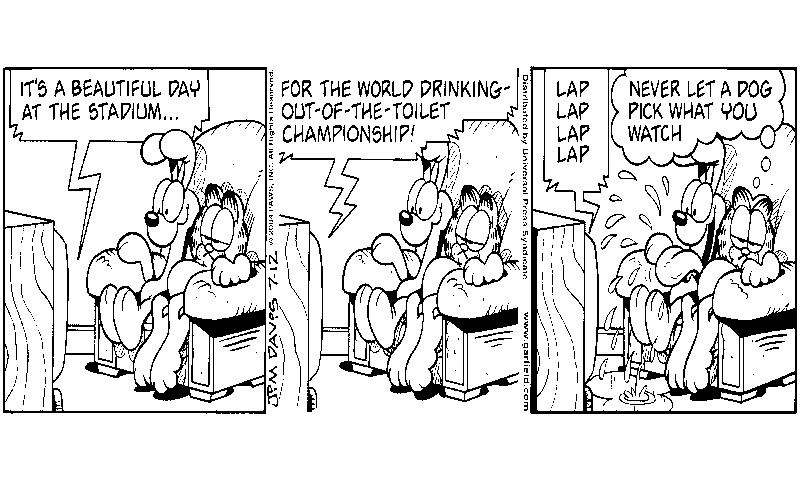 IT'S A BEAUTIFUL DAY
AT THE STADIUM...
© 2004 PAWS, INC. All Rights Reserved.
JIM DAVIS 7-12
FOR THE WORLD DRINKING-
OUT-OF-THE-TOILET
CHAMPIONSHIP!
Distributed by Universal Press Syndicate
www.garfield.com
LAP
LAP
LAP
LAP
NEVER LET A DOG
PICK WHAT YOU
WATCH